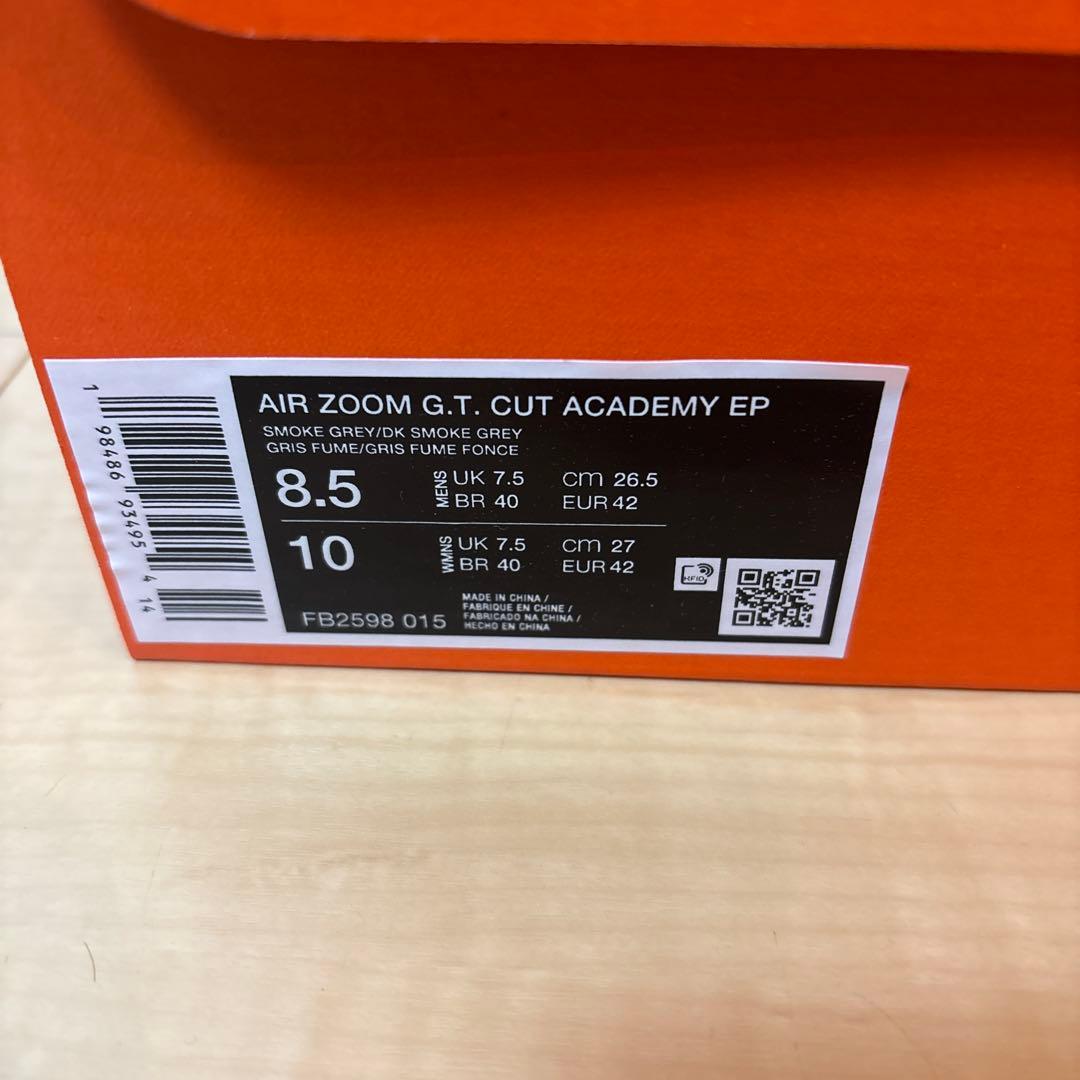 AIR ZOOM G.T. CUT ACADEMY EP
SMOKE GREY/DK SMOKE GREY
GRIS FUME/GRIS FUME FONCE
8.5 MENS UK 7.5 cm 26.5
BR 40 EUR 42
10 WMNS UK 7.5 cm 27
BR 40 EUR 42
RFID
FB2598 015
MADE IN CHINA /
FABRIQUE EN CHINE /
FABRICADO NA CHINA /
HECHO EN CHINA
1 98486 93495 4 14